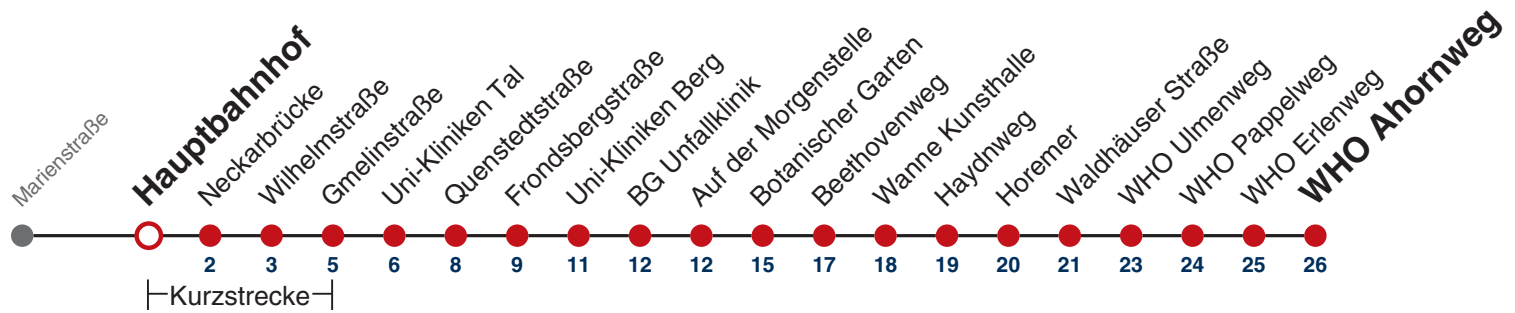 Marienstraße
Hauptbahnhof
Neckarbrücke
Wilhelmstraße
Gmelinstraße
Uni-Kliniken Tal
Quenstedtstraße
Frondsbergstraße
Uni-Kliniken Berg
BG Unfallklinik
Auf der Morgenstelle
Botanischer Garten
Beethovenweg
Wanne Kunsthalle
Haydnweg
Horemer
Waldhäuser Straße
WHO Ulmenweg
WHO Pappelweg
WHO Erlenweg
WHO Ahornweg
2 3 5 6 8 9 11 12 12 15 17 18 19 20 21 23 24 25 26
Kurzstrecke